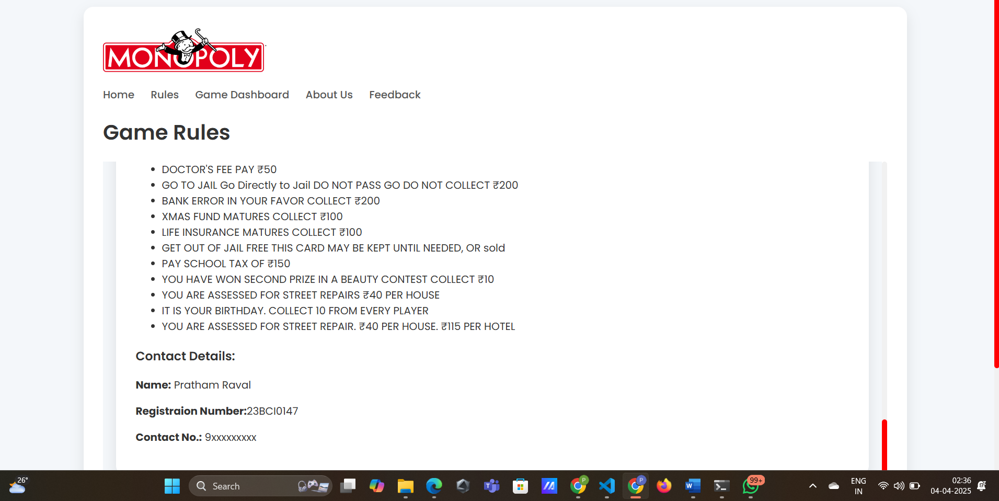 MONOPOLY
Home Rules Game Dashboard About Us Feedback
Game Rules
DOCTOR'S FEE PAY ₹50
GO TO JAIL Go Directly to Jail DO NOT PASS GO DO NOT COLLECT ₹200
BANK ERROR IN YOUR FAVOR COLLECT ₹200
XMAS FUND MATURES COLLECT ₹100
LIFE INSURANCE MATURES COLLECT ₹100
GET OUT OF JAIL FREE THIS CARD MAY BE KEPT UNTIL NEEDED, OR sold
PAY SCHOOL TAX OF ₹150
YOU HAVE WON SECOND PRIZE IN A BEAUTY CONTEST COLLECT ₹10
YOU ARE ASSESSED FOR STREET REPAIRS ₹40 PER HOUSE
IT IS YOUR BIRTHDAY. COLLECT 10 FROM EVERY PLAYER
YOU ARE ASSESSED FOR STREET REPAIR. ₹40 PER HOUSE. ₹115 PER HOTEL
Contact Details:
Name: Pratham Raval
Registraion Number:23BCI0147
Contact No.: 9xxxxxxxxx
26°
Search
T
P
P
W
99+
ENG
IN
02:36
04-04-2025